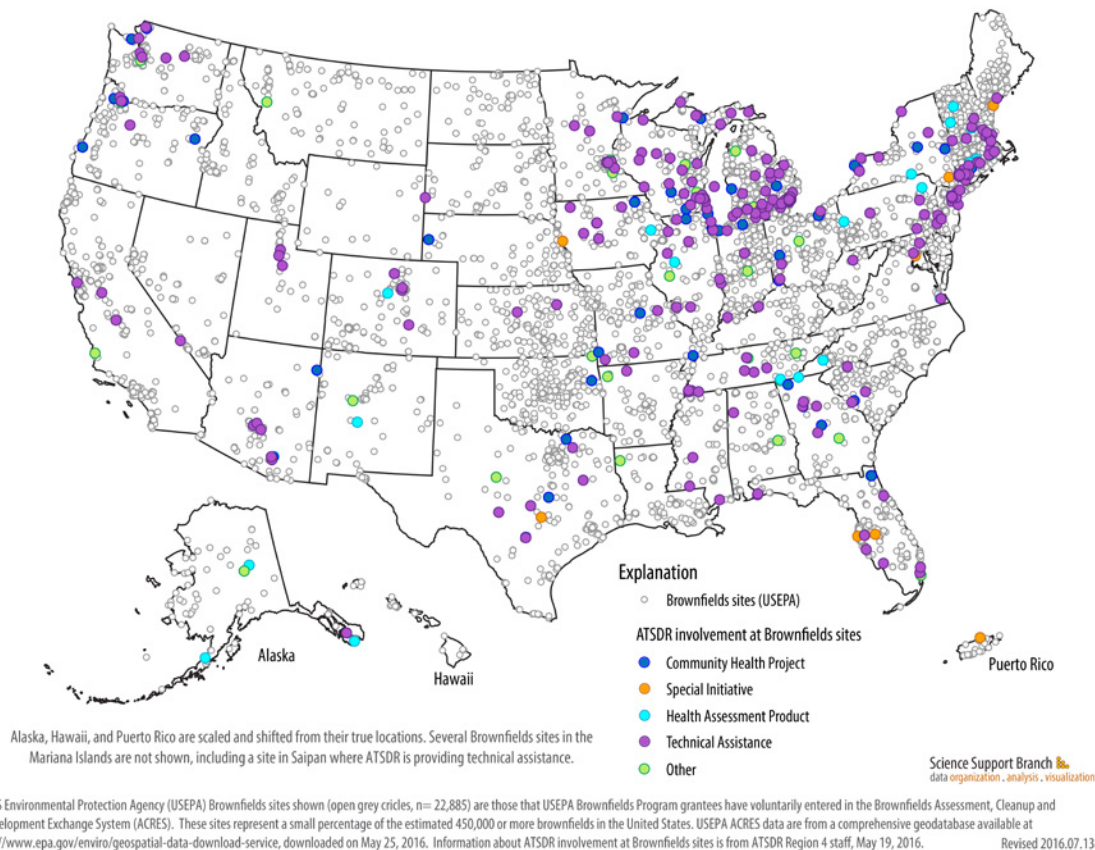 Explanation
Brownfields sites (USEPA)
ATSDR involvement at Brownfields sites
Community Health Project
Special Initiative
Health Assessment Product
Technical Assistance
Other
Alaska
Hawaii
Puerto Rico
Alaska, Hawaii, and Puerto Rico are scaled and shifted from their true locations. Several Brownfields sites in the
Mariana Islands are not shown, including a site in Saipan where ATSDR is providing technical assistance.
Science Support Branch
data organization . analysis . visualization
S Environmental Protection Agency (USEPA) Brownfields sites shown (open grey cricles, n= 22,885) are those that USEPA Brownfields Program grantees have voluntarily entered in the Brownfields Assessment, Cleanup and
elopment Exchange System (ACRES). These sites represent a small percentage of the estimated 450,000 or more brownfields in the United States. USEPA ACRES data are from a comprehensive geodatabase available at
//www.epa.gov/enviro/geospatial-data-download-service, downloaded on May 25, 2016. Information about ATSDR involvement at Brownfields sites is from ATSDR Region 4 staff, May 19, 2016.
Revised 2016.07.13